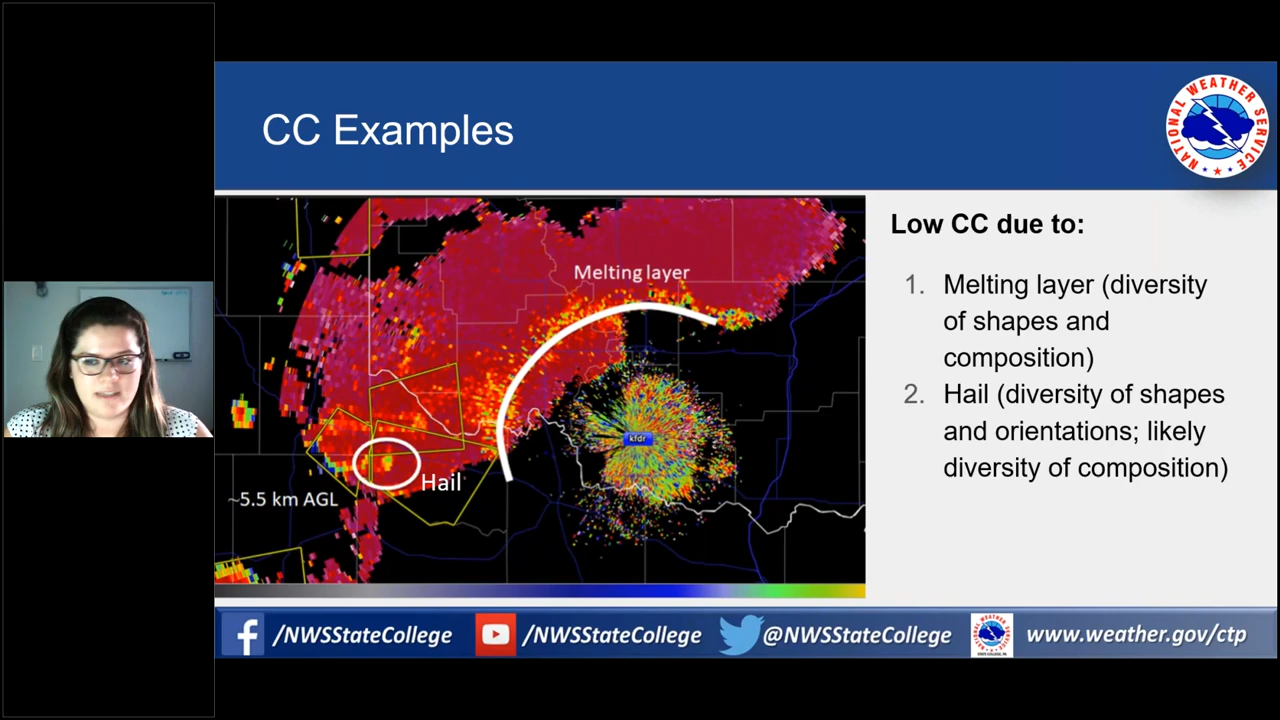 CC Examples
NATIONAL WEATHER SERVICE
Melting layer
kfdr
Hail
~5.5 km AGL
Low CC due to:
1. Melting layer (diversity
of shapes and
composition)
2. Hail (diversity of shapes
and orientations; likely
diversity of composition)
/NWSStateCollege
/NWSStateCollege
@NWSStateCollege
www.weather.gov/ctp